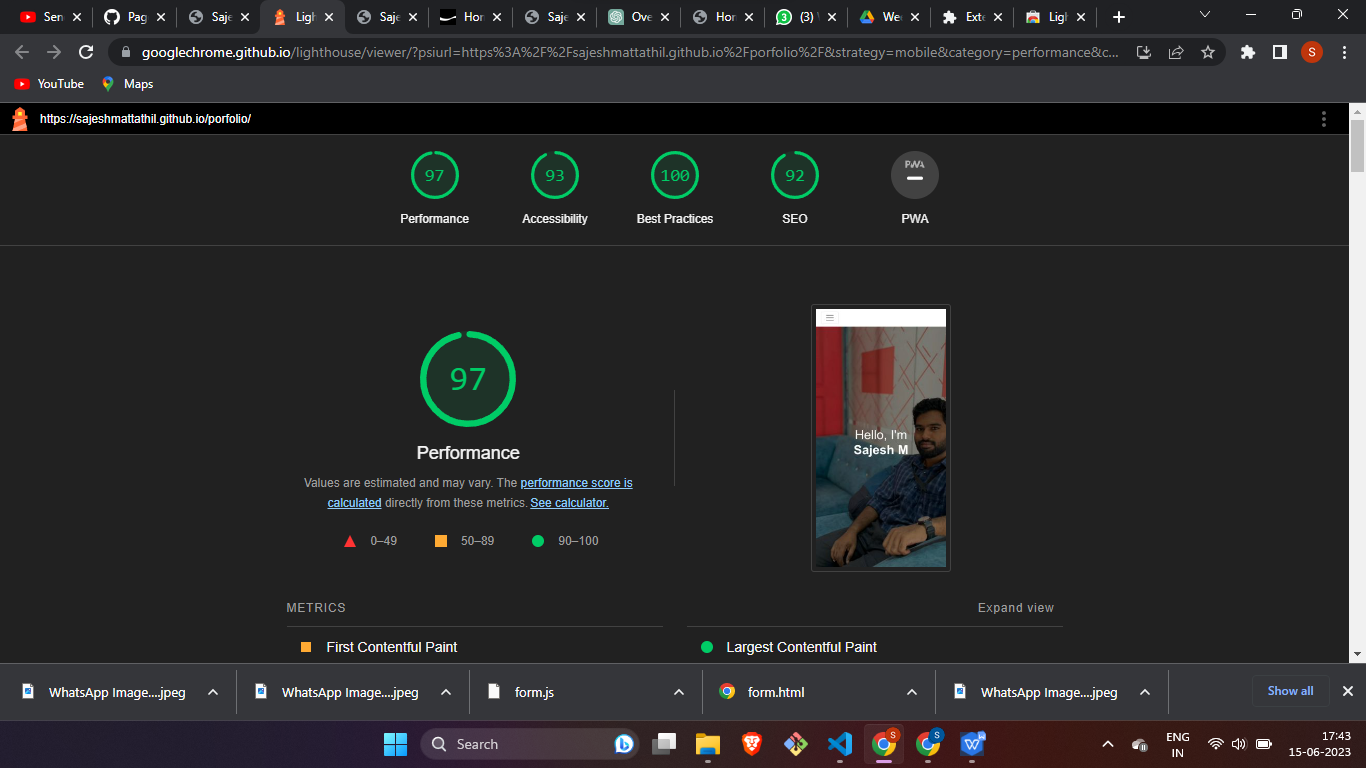 Sen
Pag
Saje
Ligh
Saje
Hor
Saje
Ove
Hor
(3) V
Wee
Exte
Ligh
googlechrome.github.io/lighthouse/viewer/?psiurl=https%3A%2F%2Fsajeshmattathil.github.io%2Fporfolio%2F&strategy=mobile&category=performance&c...
S
YouTube
Maps
https://sajeshmattathil.github.io/porfolio/
97
93
100
92
PWA
Performance
Accessibility
Best Practices
SEO
PWA
97
Performance
Values are estimated and may vary. The performance score is
calculated directly from these metrics. See calculator.
0–49
50–89
90–100
Hello, I'm
Sajesh M
METRICS
Expand view
First Contentful Paint
Largest Contentful Paint
WhatsApp Image....jpeg
WhatsApp Image....jpeg
form.js
form.html
WhatsApp Image....jpeg
Show all
Search
S
S
W
ENG
IN
17:43
15-06-2023